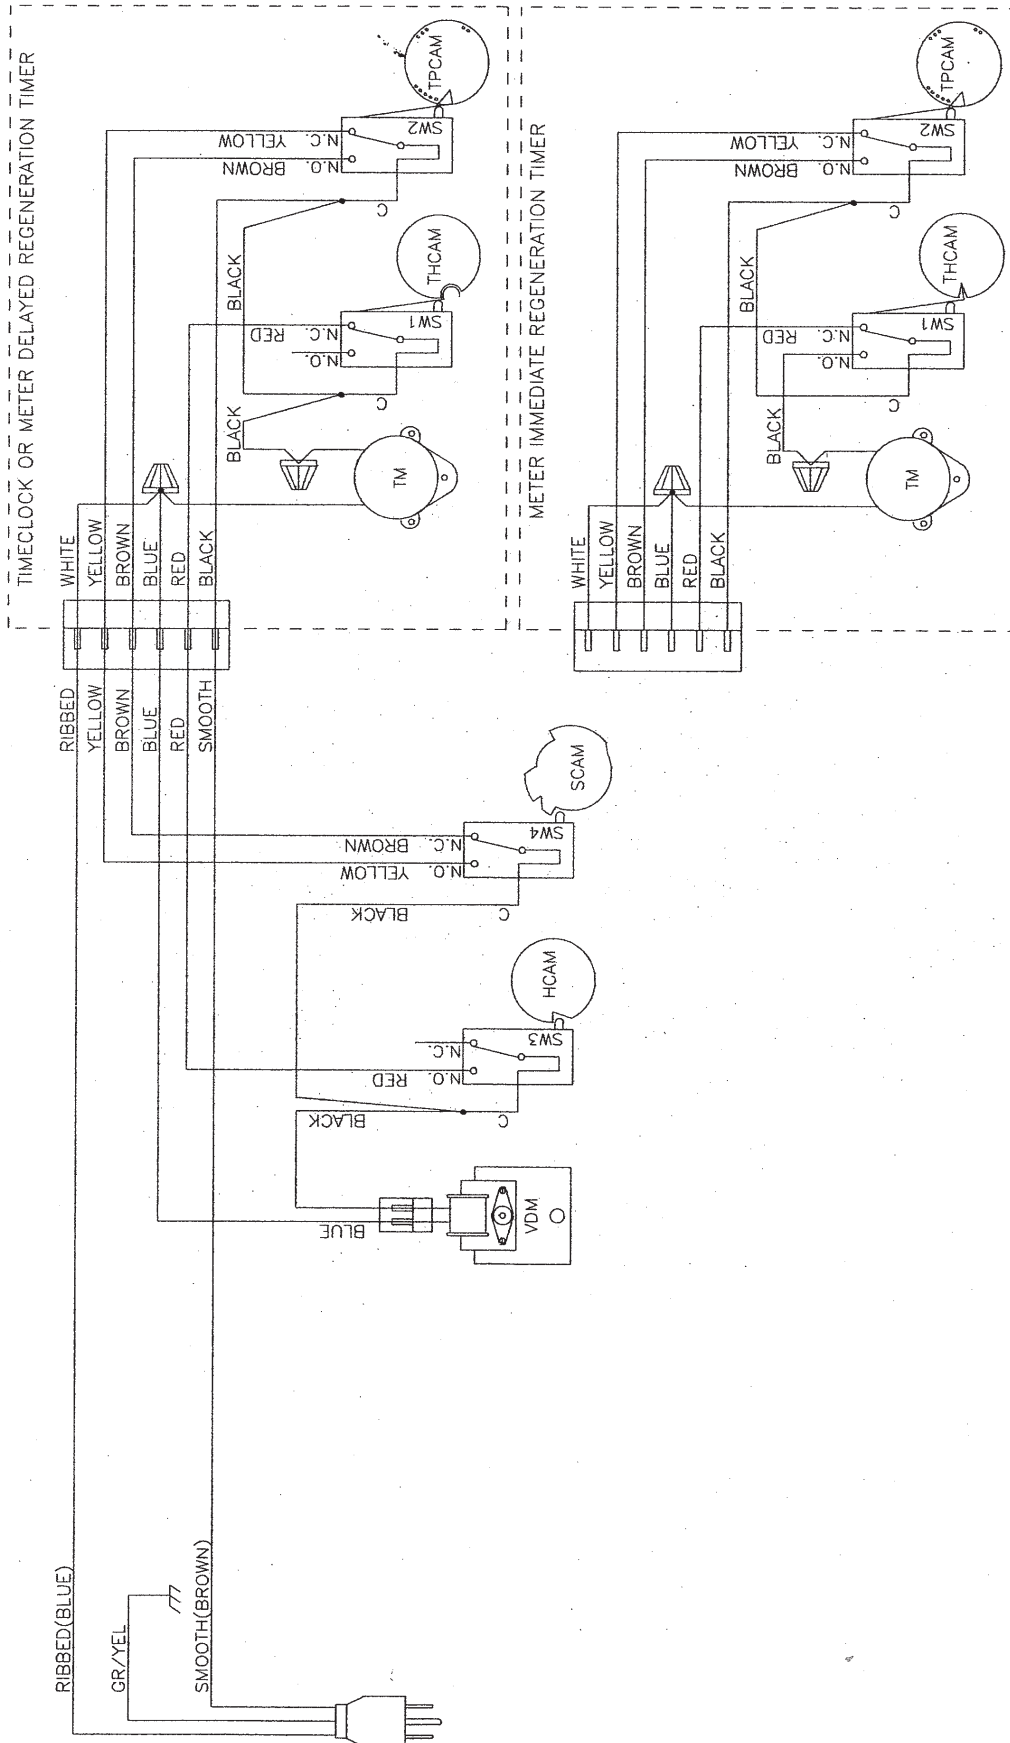 TIMECLOCK OR METER DELAYED REGENERATION TIMER
WHITE
YELLOW
BROWN
BLUE
RED
BLACK
BLACK
BLACK
TM
C
SW1
N.O.
N.C.
RED
THCAM
C
SW2
N.O.
N.C.
BROWN
YELLOW
TPCAM
METER IMMEDIATE REGENERATION TIMER
WHITE
YELLOW
BROWN
BLUE
RED
BLACK
BLACK
BLACK
TM
C
SW1
N.O.
N.C.
RED
THCAM
C
SW2
N.O.
N.C.
BROWN
YELLOW
TPCAM
RIBBED
YELLOW
BROWN
BLUE
RED
SMOOTH
SCAM
SW4
N.C.
N.O.
BROWN
YELLOW
BLACK
C
HCAM
SW3
N.C.
N.O.
RED
BLACK
C
BLUE
VDM
RIBBED(BLUE)
GR/YEL
SMOOTH(BROWN)